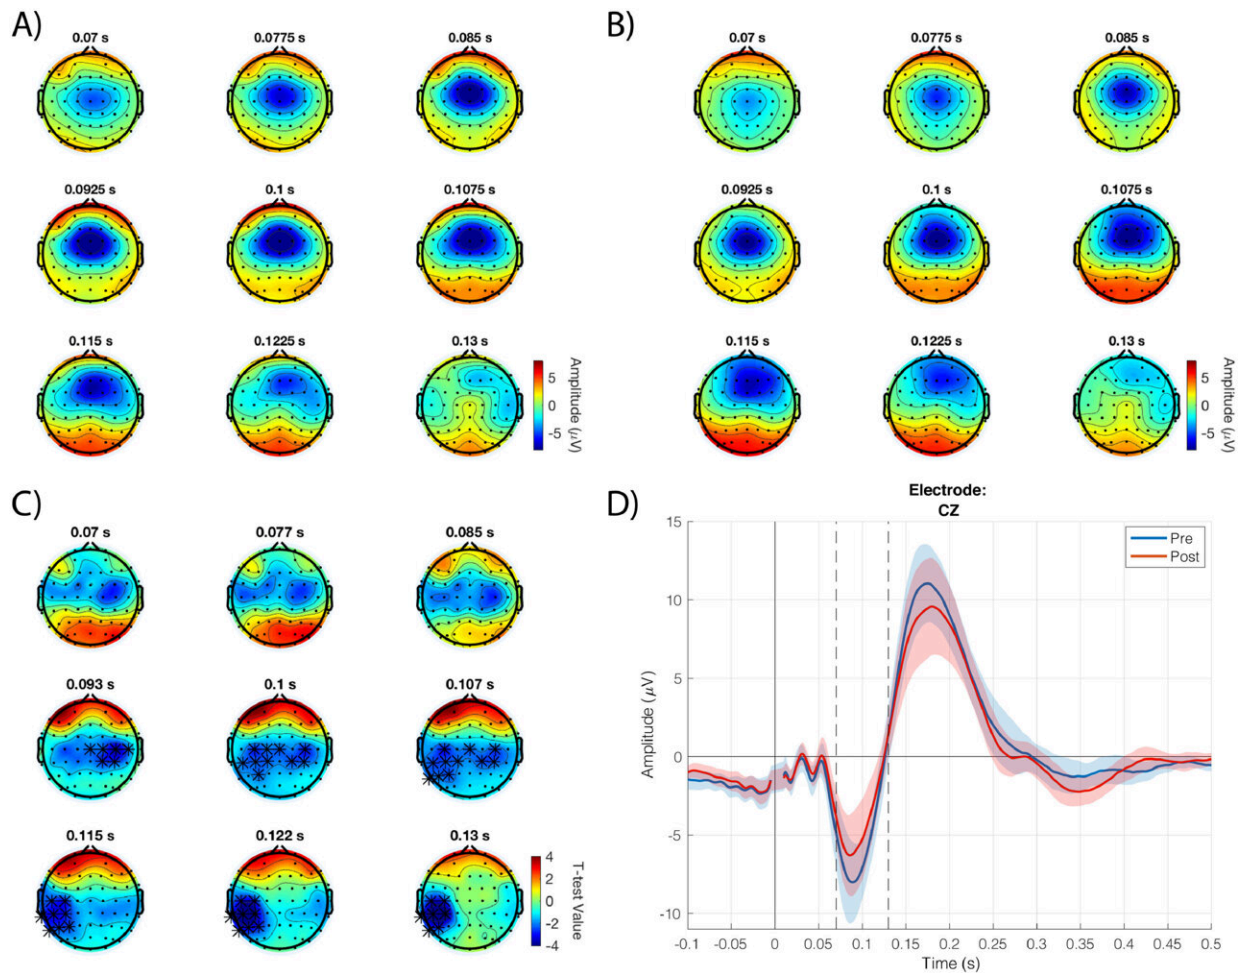 A)
0.07 s 0.0775 s 0.085 s
0.0925 s 0.1 s 0.1075 s
0.115 s 0.1225 s 0.13 s
5
0
-5
Amplitude (μV)
B)
0.07 s 0.0775 s 0.085 s
0.0925 s 0.1 s 0.1075 s
0.115 s 0.1225 s 0.13 s
5
0
-5
Amplitude (μV)
C)
0.07 s 0.077 s 0.085 s
0.093 s 0.1 s 0.107 s
0.115 s 0.122 s 0.13 s
4
2
0
-2
-4
T-test Value
D)
Electrode:
CZ
Pre
Post
15
10
5
0
-5
-10
Amplitude (μV)
-0.1 -0.05 0 0.05 0.1 0.15 0.2 0.25 0.3 0.35 0.4 0.45 0.5
Time (s)